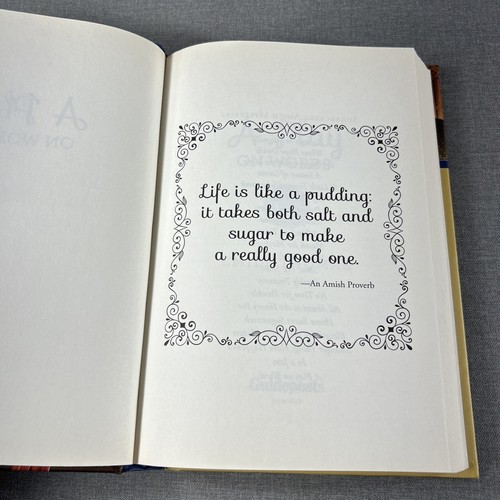 Life is like a pudding:
it takes both salt and
sugar to make
a really good one.
—An Amish Proverb